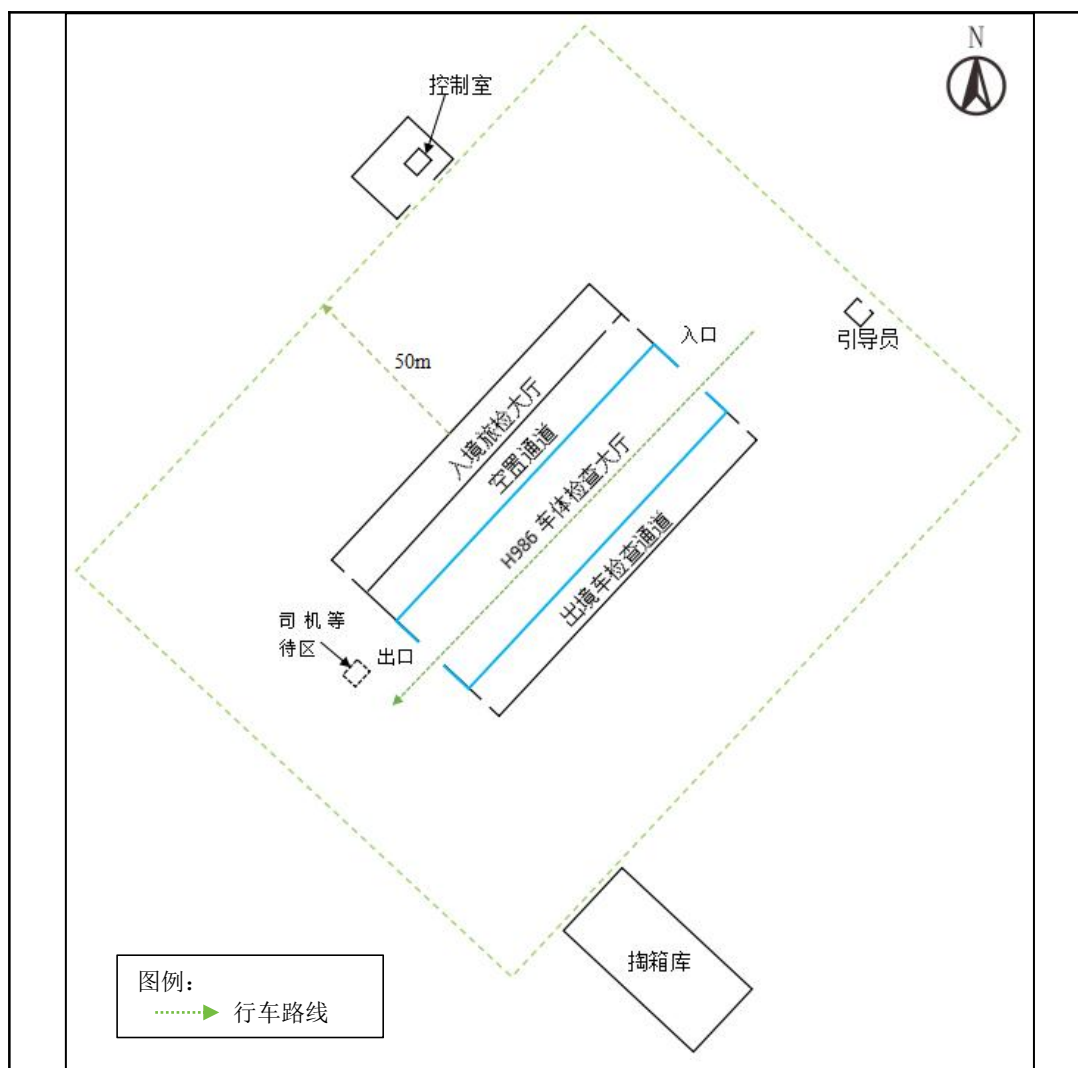 N
控制室
入口
引导员
50m
入境旅检大厅
空置通道
H986 车体检查大厅
出境车检查通道
司机等
待区
出口
掏箱库
图例：
行车路线